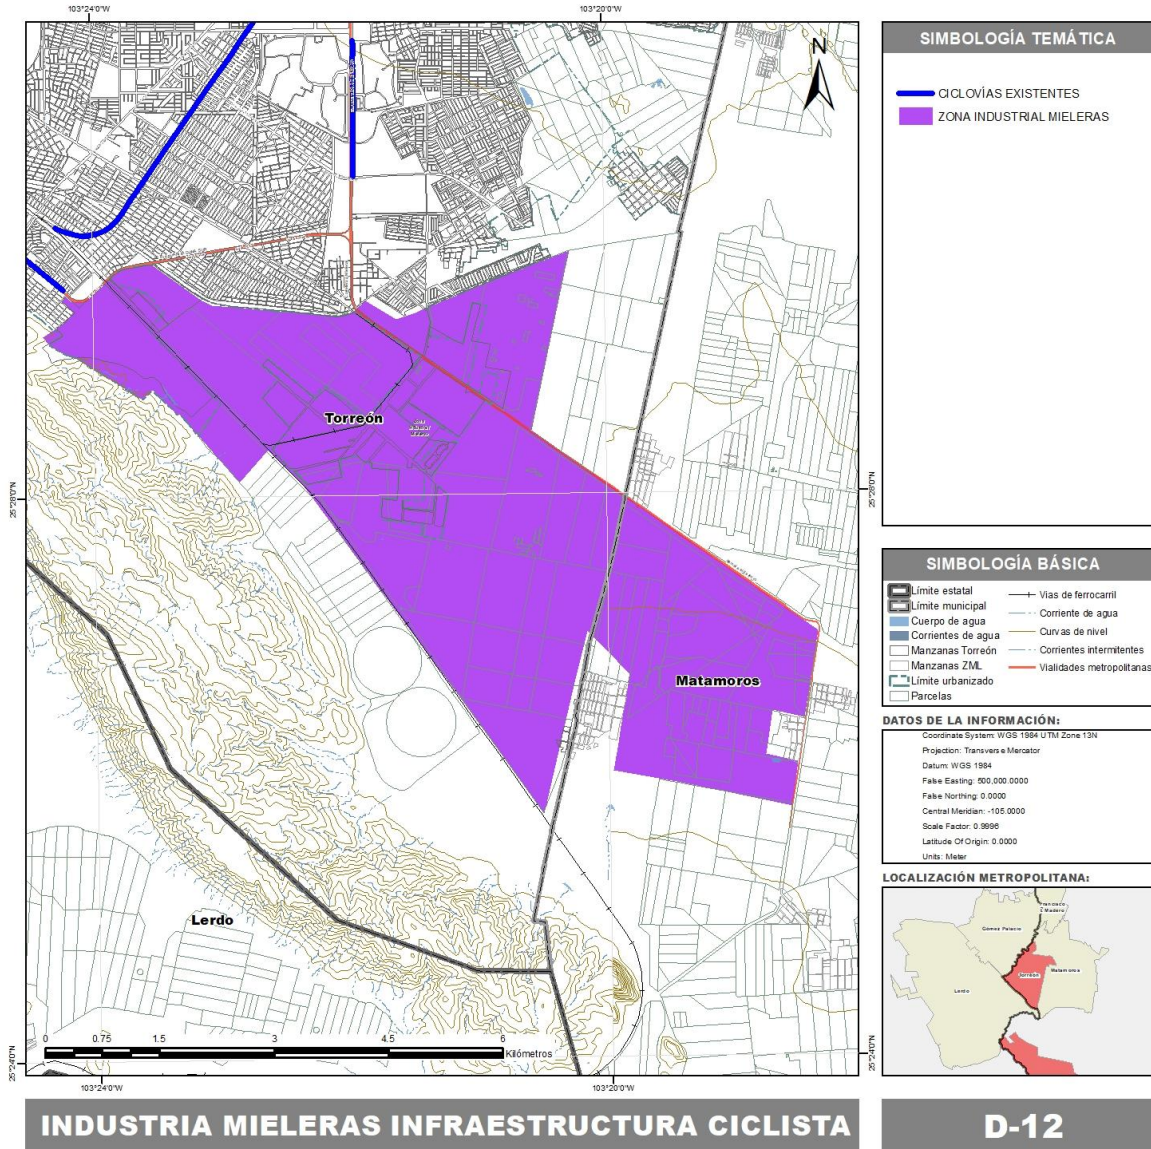 103°24'0"W
103°20'0"W
N
Torreón
Matamoros
Lerdo
25°28'0"N
25°28'0"N
25°24'0"N
25°24'0"N
0
0.75
1.5
3
4.5
6
Kilómetros
103°24'0"W
103°20'0"W
INDUSTRIA MIELERAS INFRAESTRUCTURA CICLISTA
SIMBOLOGÍA TEMÁTICA
CICLOVÌAS EXISTENTES
ZONA INDUSTRIAL MIELERAS
SIMBOLOGÍA BÁSICA
Límite estatal
Límite municipal
Cuerpo de agua
Corrientes de agua
Manzanas Torreón
Manzanas ZML
Límite urbanizado
Parcelas
Vias de ferrocarril
Corriente de agua
Curvas de nivel
Corrientes intermitentes
Vialidades metropolitanas
DATOS DE LA INFORMACIÓN:
Coordinate System: WGS 1984 UTM Zone 13N
Projection: Transverse Mercator
Datum: WGS 1984
False Easting: 500,000.0000
False Northing: 0.0000
Central Meridian: -105.0000
Scale Factor: 0.9996
Latitude Of Origin: 0.0000
Units: Meter
LOCALIZACIÓN METROPOLITANA:
Francisco
I. Madero
Gómez Palacio
Torreón
Matamoros
Lerdo
D-12